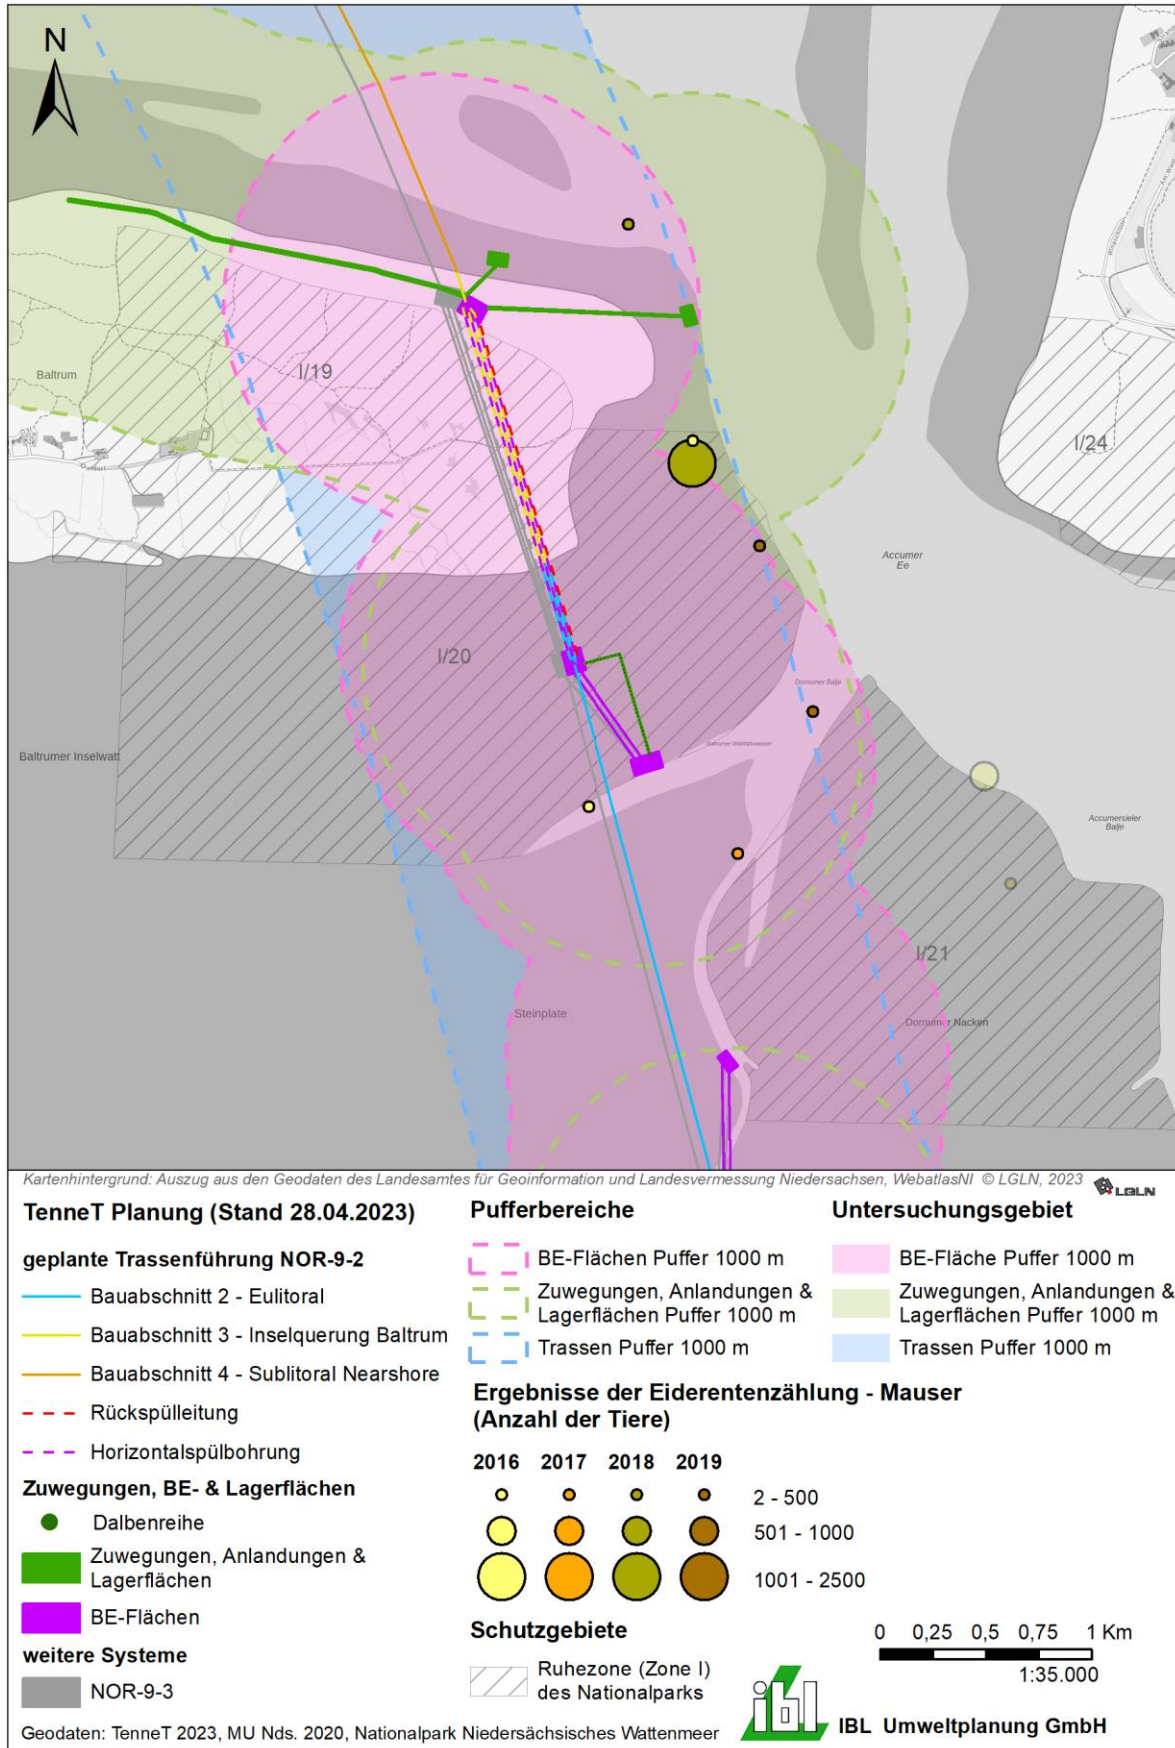 N
I/19
Baltrum
I/24
Accumer
Ee
I/20
Dornumer Balje
Baltrumer Wattfahrwasser
Baltrumer Inselwatt
Accumersieler
Balje
I/21
Steinplate
Dornumer Nacken
Kartenhintergrund: Auszug aus den Geodaten des Landesamtes für Geoinformation und Landesvermessung Niedersachsen, WebatlasNI © LGLN, 2023
LGLN
TenneT Planung (Stand 28.04.2023)
geplante Trassenführung NOR-9-2
Bauabschnitt 2 - Eulitoral
Bauabschnitt 3 - Inselquerung Baltrum
Bauabschnitt 4 - Sublitoral Nearshore
Rückspülleitung
Horizontalspülbohrung
Zuwegungen, BE- & Lagerflächen
Dalbenreihe
Zuwegungen, Anlandungen &
Lagerflächen
BE-Flächen
weitere Systeme
NOR-9-3
Pufferbereiche
BE-Flächen Puffer 1000 m
Zuwegungen, Anlandungen &
Lagerflächen Puffer 1000 m
Trassen Puffer 1000 m
Untersuchungsgebiet
BE-Fläche Puffer 1000 m
Zuwegungen, Anlandungen &
Lagerflächen Puffer 1000 m
Trassen Puffer 1000 m
Ergebnisse der Eiderentenzählung - Mauser
(Anzahl der Tiere)
2016 2017 2018 2019
2 - 500
501 - 1000
1001 - 2500
Schutzgebiete
Ruhezone (Zone I)
des Nationalparks
0 0,25 0,5 0,75 1 Km
1:35.000
ibl
IBL Umweltplanung GmbH
Geodaten: TenneT 2023, MU Nds. 2020, Nationalpark Niedersächsisches Wattenmeer